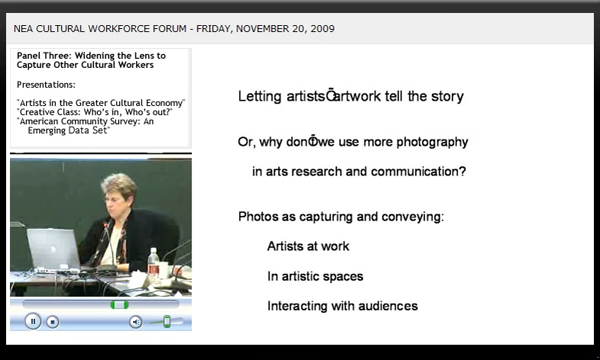 NEA CULTURAL WORKFORCE FORUM - FRIDAY, NOVEMBER 20, 2009
Panel Three: Widening the Lens to
Capture Other Cultural Workers
Presentations:
"Artists in the Greater Cultural Economy"
"Creative Class: Who's in, Who's out?"
"American Community Survey: An
Emerging Data Set"
Letting artistsÕartwork tell the story
Or, why donÕwe use more photography
in arts research and communication?
Photos as capturing and conveying:
Artists at work
In artistic spaces
Interacting with audiences